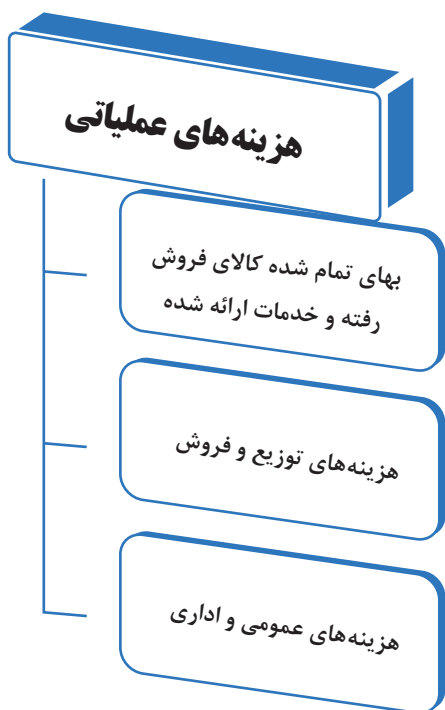 هزینه‌های عملیاتی
بهای تمام شده کالای فروش
رفته و خدمات ارائه شده
هزینه‌های توزیع و فروش
هزینه‌های عمومی و اداری